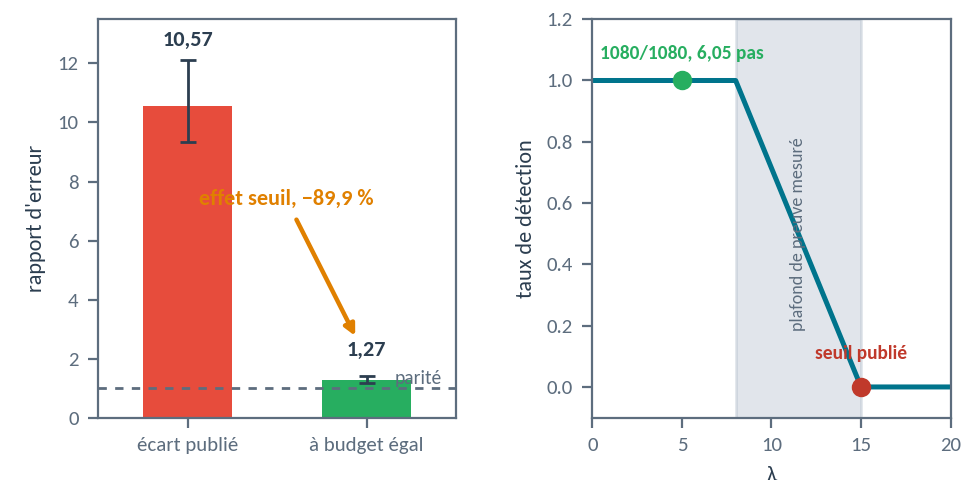 rapport d'erreur
12
10
8
6
4
2
0
10,57
effet seuil, −89,9 %
1,27
parité
écart publié
à budget égal
taux de détection
1.2
1.0
0.8
0.6
0.4
0.2
0.0
1080/1080, 6,05 pas
plafond de preuve mesuré
seuil publié
0
5
10
15
20
λ